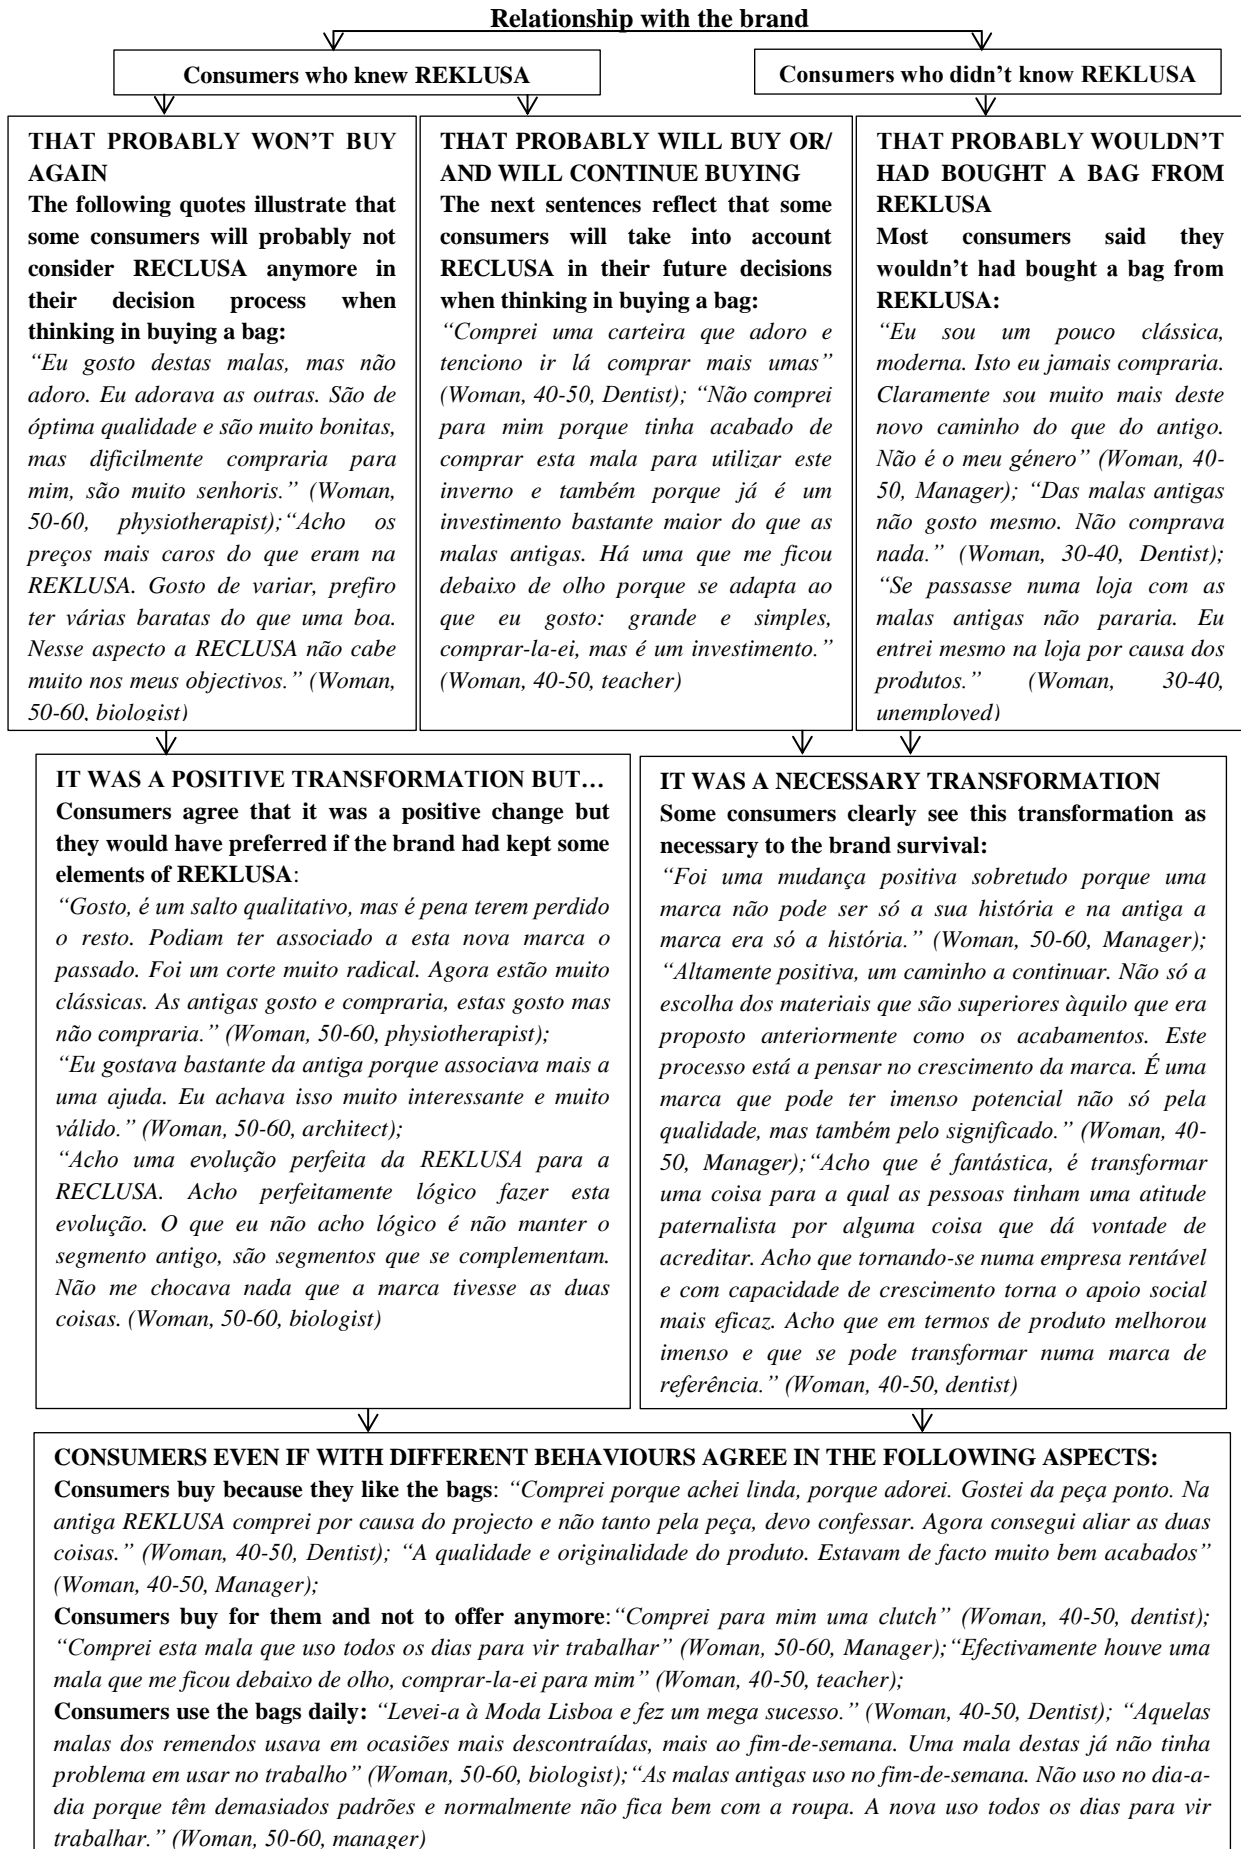 Relationship with the brand
Consumers who knew REKLUSA
Consumers who didn’t know REKLUSA
THAT PROBABLY WON’T BUY
AGAIN
The following quotes illustrate that
some consumers will probably not
consider RECLUSA anymore in
their decision process when
thinking in buying a bag:
“Eu gosto destas malas, mas não
adoro. Eu adorava as outras. São de
óptima qualidade e são muito bonitas,
mas dificilmente compraria para
mim, são muito senhoris.” (Woman,
50-60, physiotherapist);“Acho os
preços mais caros do que eram na
REKLUSA. Gosto de variar, prefiro
ter várias baratas do que uma boa.
Nesse aspecto a RECLUSA não cabe
muito nos meus objectivos.” (Woman,
50-60, biologist)
THAT PROBABLY WILL BUY OR/
AND WILL CONTINUE BUYING
The next sentences reflect that some
consumers will take into account
RECLUSA in their future decisions
when thinking in buying a bag:
“Comprei uma carteira que adoro e
tenciono ir lá comprar mais umas”
(Woman, 40-50, Dentist); “Não comprei
para mim porque tinha acabado de
comprar esta mala para utilizar este
inverno e também porque já é um
investimento bastante maior do que as
malas antigas. Há uma que me ficou
debaixo de olho porque se adapta ao
que eu gosto: grande e simples,
comprar-la-ei, mas é um investimento.”
(Woman, 40-50, teacher)
THAT PROBABLY WOULDN’T
HAD BOUGHT A BAG FROM
REKLUSA
Most consumers said they
wouldn’t had bought a bag from
REKLUSA:
“Eu sou um pouco clássica,
moderna. Isto eu jamais compraria.
Claramente sou muito mais deste
novo caminho do que do antigo.
Não é o meu género” (Woman, 40-
50, Manager); “Das malas antigas
não gosto mesmo. Não comprava
nada.” (Woman, 30-40, Dentist);
“Se passasse numa loja com as
malas antigas não pararia. Eu
entrei mesmo na loja por causa dos
produtos.” (Woman, 30-40,
unemployed)
IT WAS A POSITIVE TRANSFORMATION BUT…
Consumers agree that it was a positive change but
they would have preferred if the brand had kept some
elements of REKLUSA:
“Gosto, é um salto qualitativo, mas é pena terem perdido
o resto. Podiam ter associado a esta nova marca o
passado. Foi um corte muito radical. Agora estão muito
clássicas. As antigas gosto e compraria, estas gosto mas
não compraria.” (Woman, 50-60, physiotherapist);
“Eu gostava bastante da antiga porque associava mais a
uma ajuda. Eu achava isso muito interessante e muito
válido.” (Woman, 50-60, architect);
“Acho uma evolução perfeita da REKLUSA para a
RECLUSA. Acho perfeitamente lógico fazer esta
evolução. O que eu não acho lógico é não manter o
segmento antigo, são segmentos que se complementam.
Não me chocava nada que a marca tivesse as duas
coisas. (Woman, 50-60, biologist)
IT WAS A NECESSARY TRANSFORMATION
Some consumers clearly see this transformation as
necessary to the brand survival:
“Foi uma mudança positiva sobretudo porque uma
marca não pode ser só a sua história e na antiga a
marca era só a história.” (Woman, 50-60, Manager);
“Altamente positiva, um caminho a continuar. Não só a
escolha dos materiais que são superiores àquilo que era
proposto anteriormente como os acabamentos. Este
processo está a pensar no crescimento da marca. É uma
marca que pode ter imenso potencial não só pela
qualidade, mas também pelo significado.” (Woman, 40-
50, Manager);“Acho que é fantástica, é transformar
uma coisa para a qual as pessoas tinham uma atitude
paternalista por alguma coisa que dá vontade de
acreditar. Acho que tornando-se numa empresa rentável
e com capacidade de crescimento torna o apoio social
mais eficaz. Acho que em termos de produto melhorou
imenso e que se pode transformar numa marca de
referência.” (Woman, 40-50, dentist)
CONSUMERS EVEN IF WITH DIFFERENT BEHAVIOURS AGREE IN THE FOLLOWING ASPECTS:
Consumers buy because they like the bags: “Comprei porque achei linda, porque adorei. Gostei da peça ponto. Na
antiga REKLUSA comprei por causa do projecto e não tanto pela peça, devo confessar. Agora consegui aliar as duas
coisas.” (Woman, 40-50, Dentist); “A qualidade e originalidade do produto. Estavam de facto muito bem acabados”
(Woman, 40-50, Manager);
Consumers buy for them and not to offer anymore:“Comprei para mim uma clutch” (Woman, 40-50, dentist);
“Comprei esta mala que uso todos os dias para vir trabalhar” (Woman, 50-60, Manager);“Efectivamente houve uma
mala que me ficou debaixo de olho, comprar-la-ei para mim” (Woman, 40-50, teacher);
Consumers use the bags daily: “Levei-a à Moda Lisboa e fez um mega sucesso.” (Woman, 40-50, Dentist); “Aquelas
malas dos remendos usava em ocasiões mais descontraídas, mais ao fim-de-semana. Uma mala destas já não tinha
problema em usar no trabalho” (Woman, 50-60, biologist);“As malas antigas uso no fim-de-semana. Não uso no dia-a-
dia porque têm demasiados padrões e normalmente não fica bem com a roupa. A nova uso todos os dias para vir
trabalhar.” (Woman, 50-60, manager)